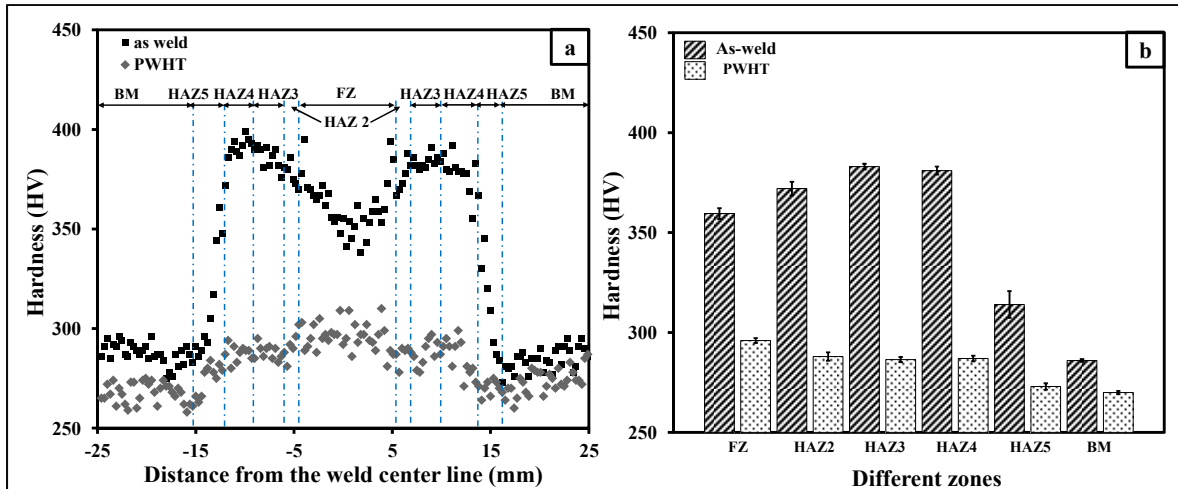 a
as weld
PWHT
BM HAZ5 HAZ4 HAZ3 FZ HAZ3 HAZ4 HAZ5 BM
HAZ 2
450
400
350
300
250
-25 -15 -5 5 15 25
Hardness (HV)
Distance from the weld center line (mm)
b
As-weld
PWHT
450
400
350
300
250
FZ HAZ2 HAZ3 HAZ4 HAZ5 BM
Hardness (HV)
Different zones